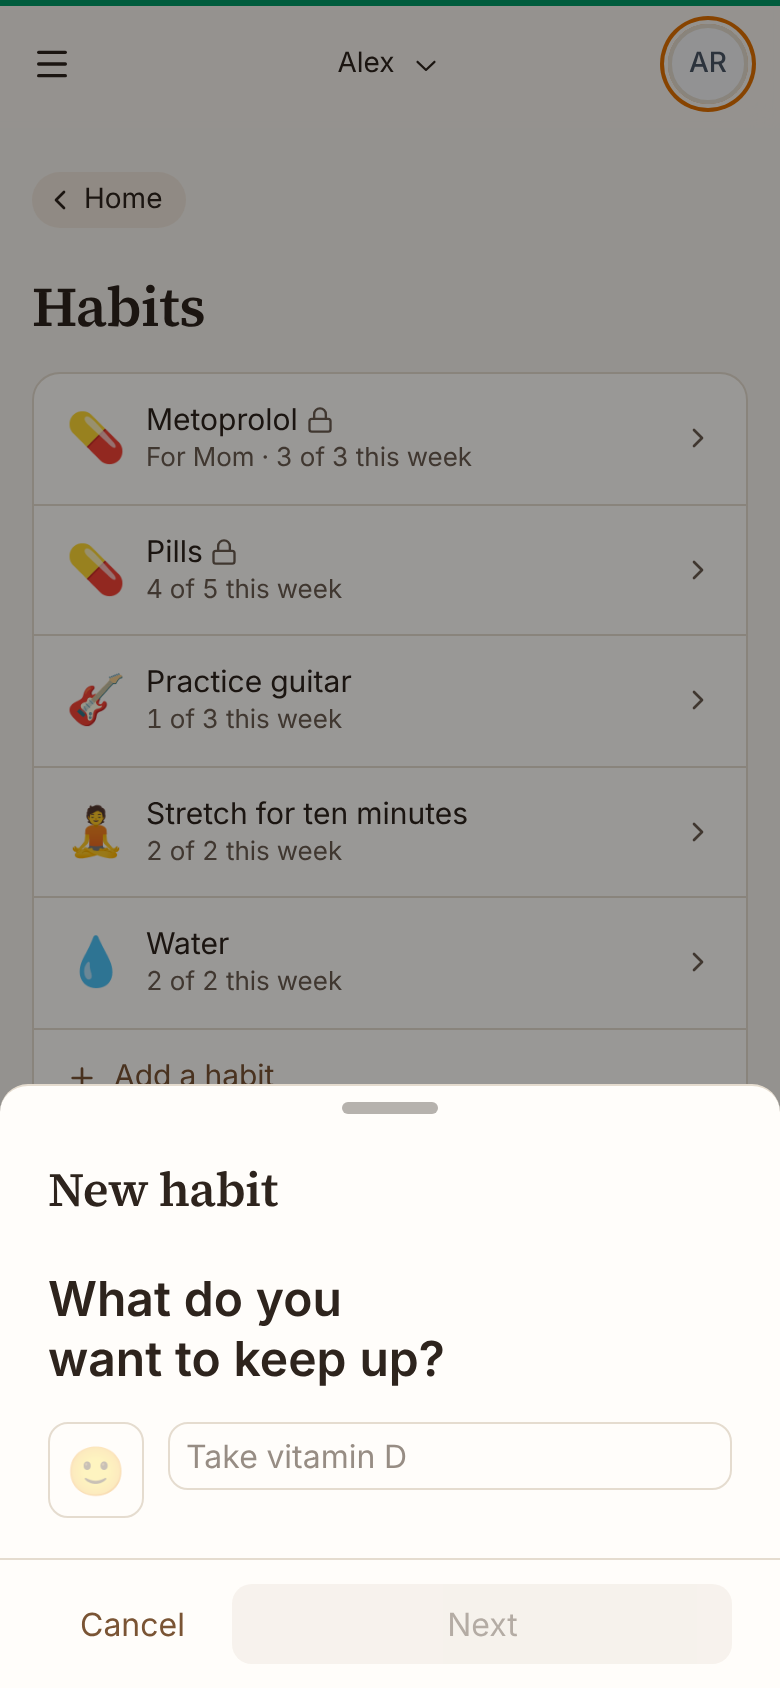 Alex
AR
Home
Habits
Metoprolol
For Mom · 3 of 3 this week
Pills
4 of 5 this week
Practice guitar
1 of 3 this week
Stretch for ten minutes
2 of 2 this week
Water
2 of 2 this week
+ Add a habit
New habit
What do you
want to keep up?
Take vitamin D
Cancel
Next